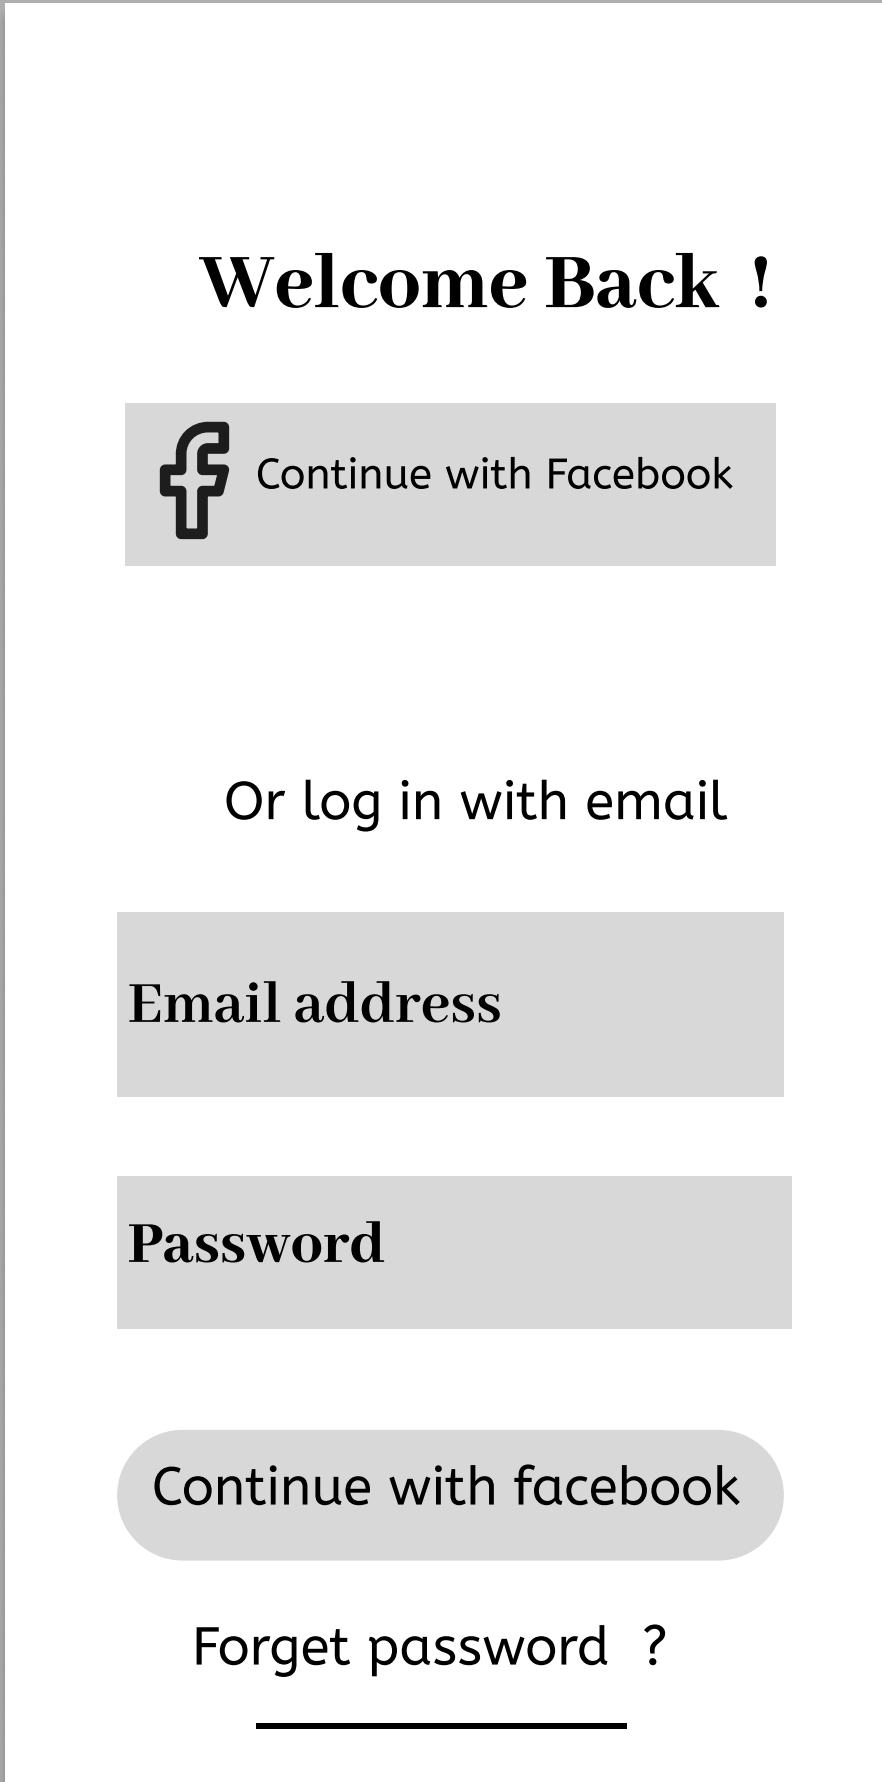 Welcome Back !
Continue with Facebook
Or log in with email
Email address
Password
Continue with facebook
Forget password ?